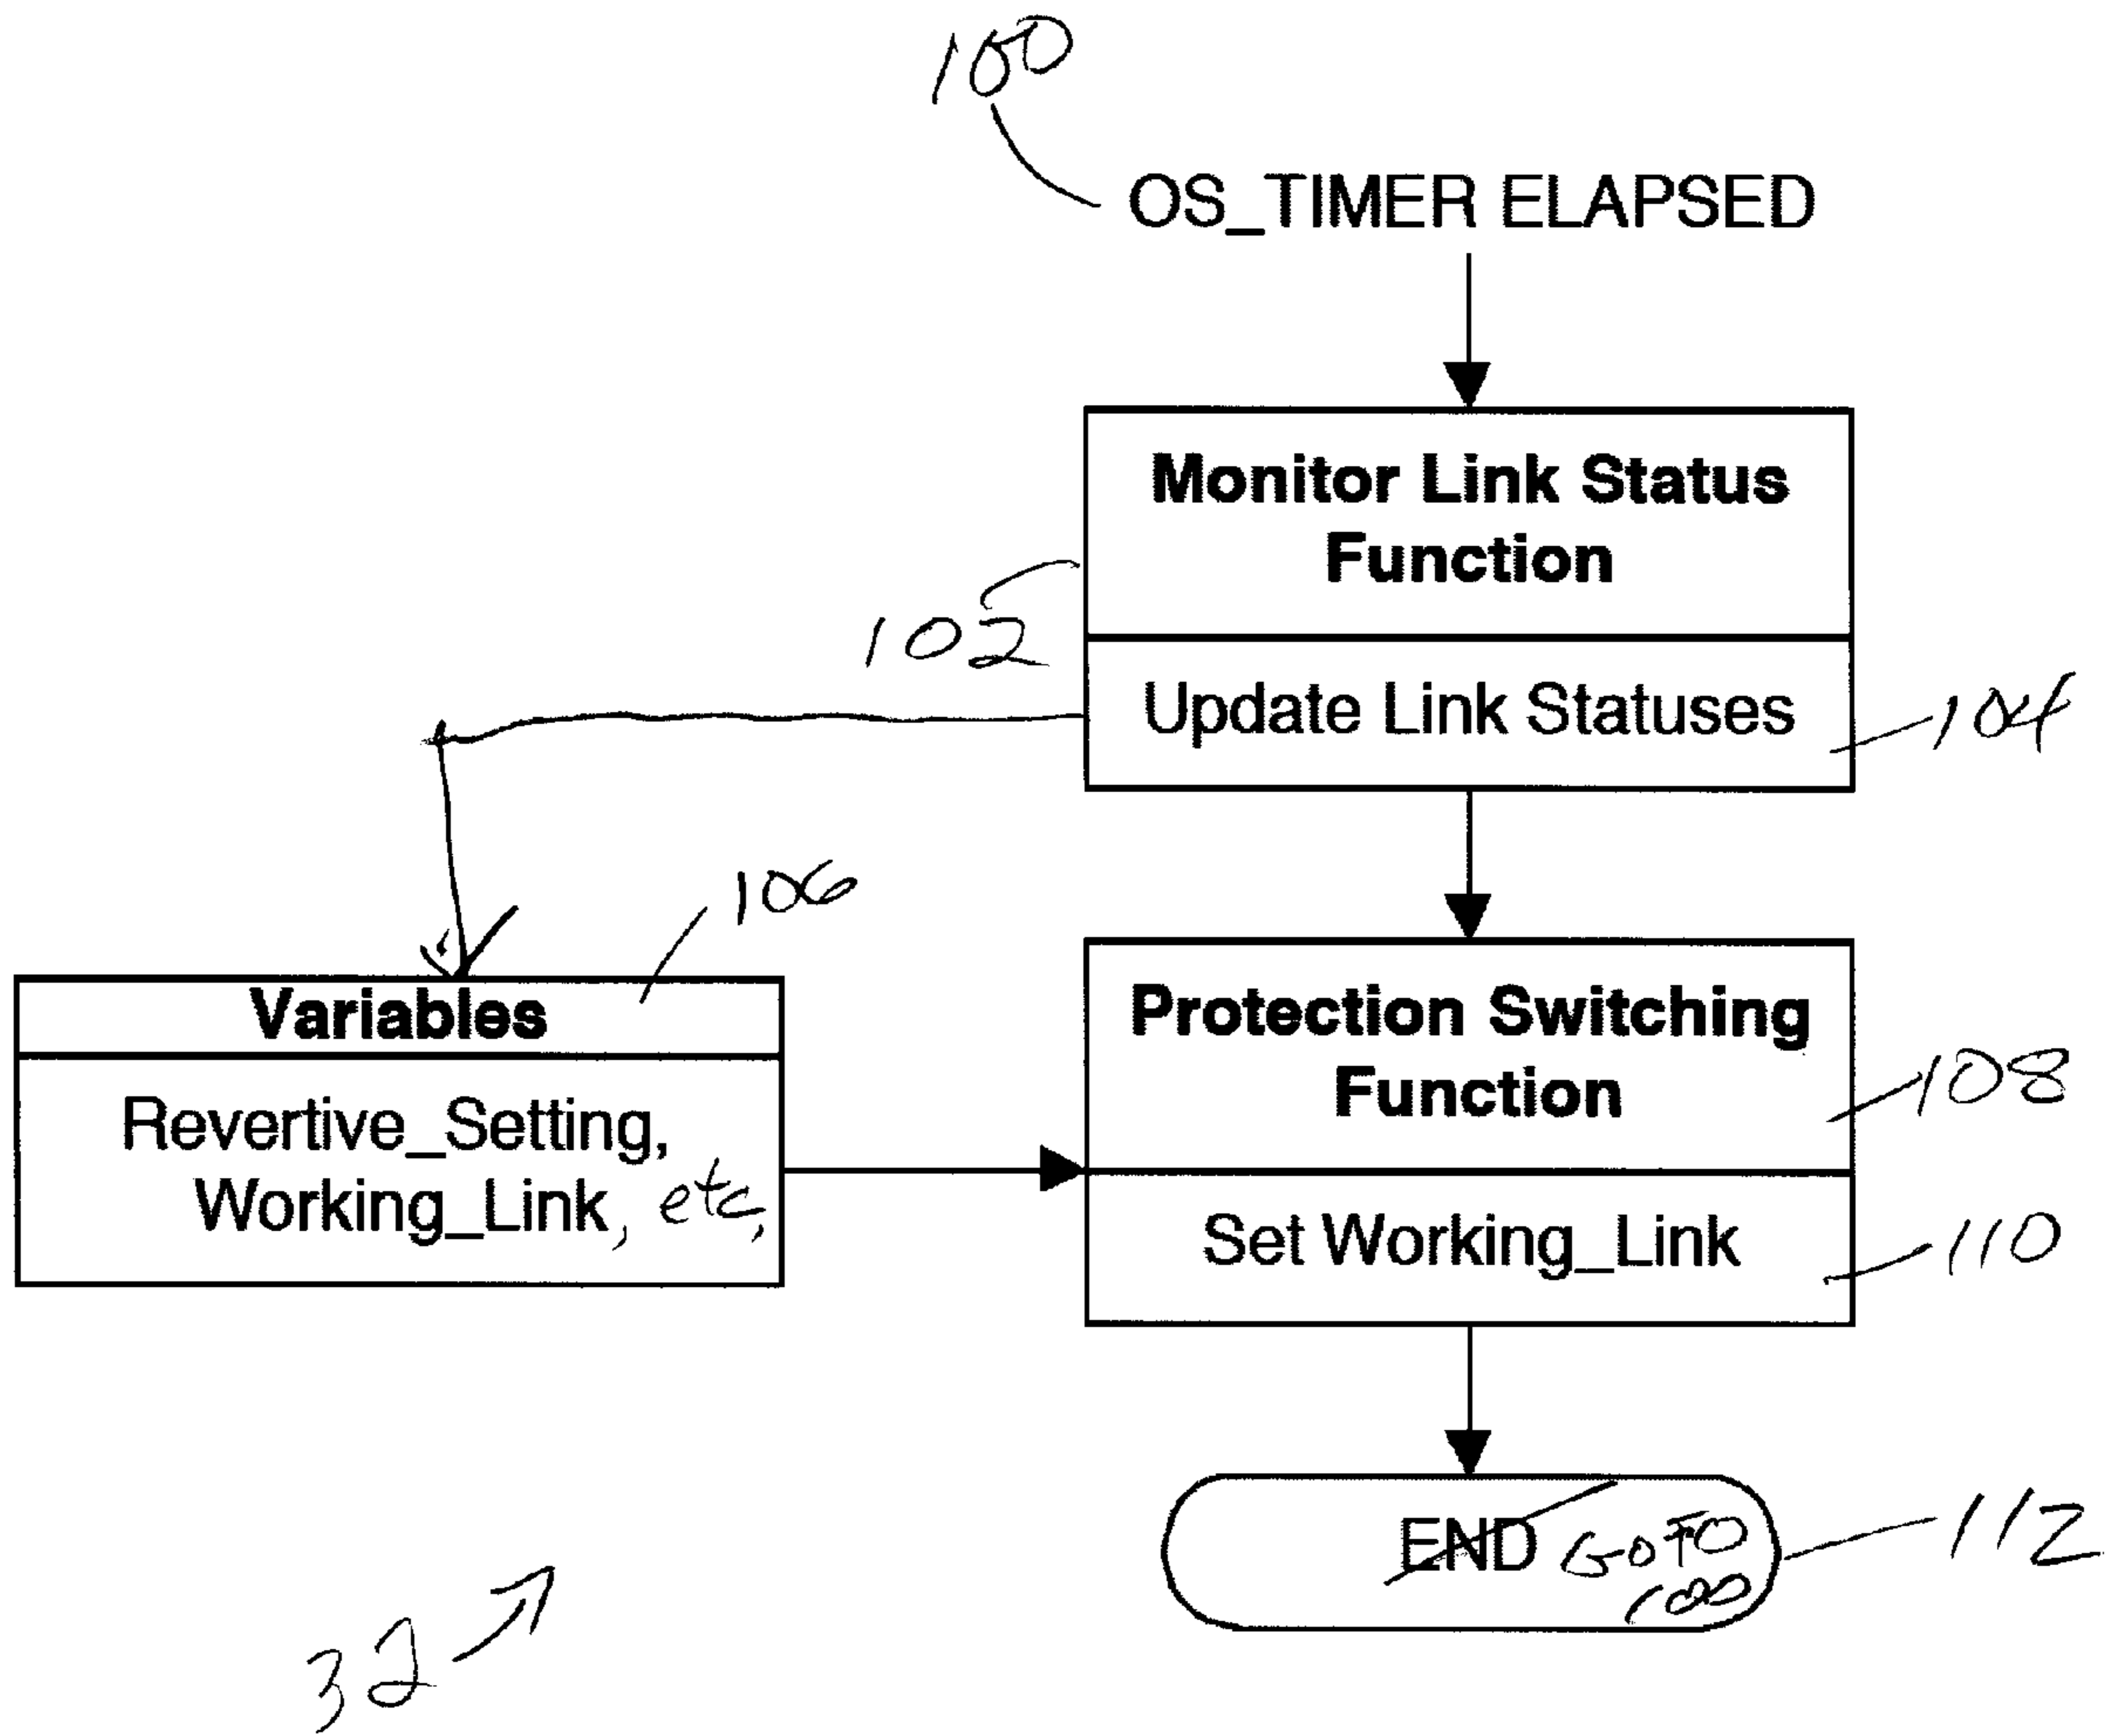 100
OS_TIMER ELAPSED
Monitor Link Status
Function
102
Update Link Statuses
104
106
Variables
Revertive_Setting,
Working_Link, etc,
Protection Switching
Function
108
Set Working_Link
110
END GOTO
100
112
32